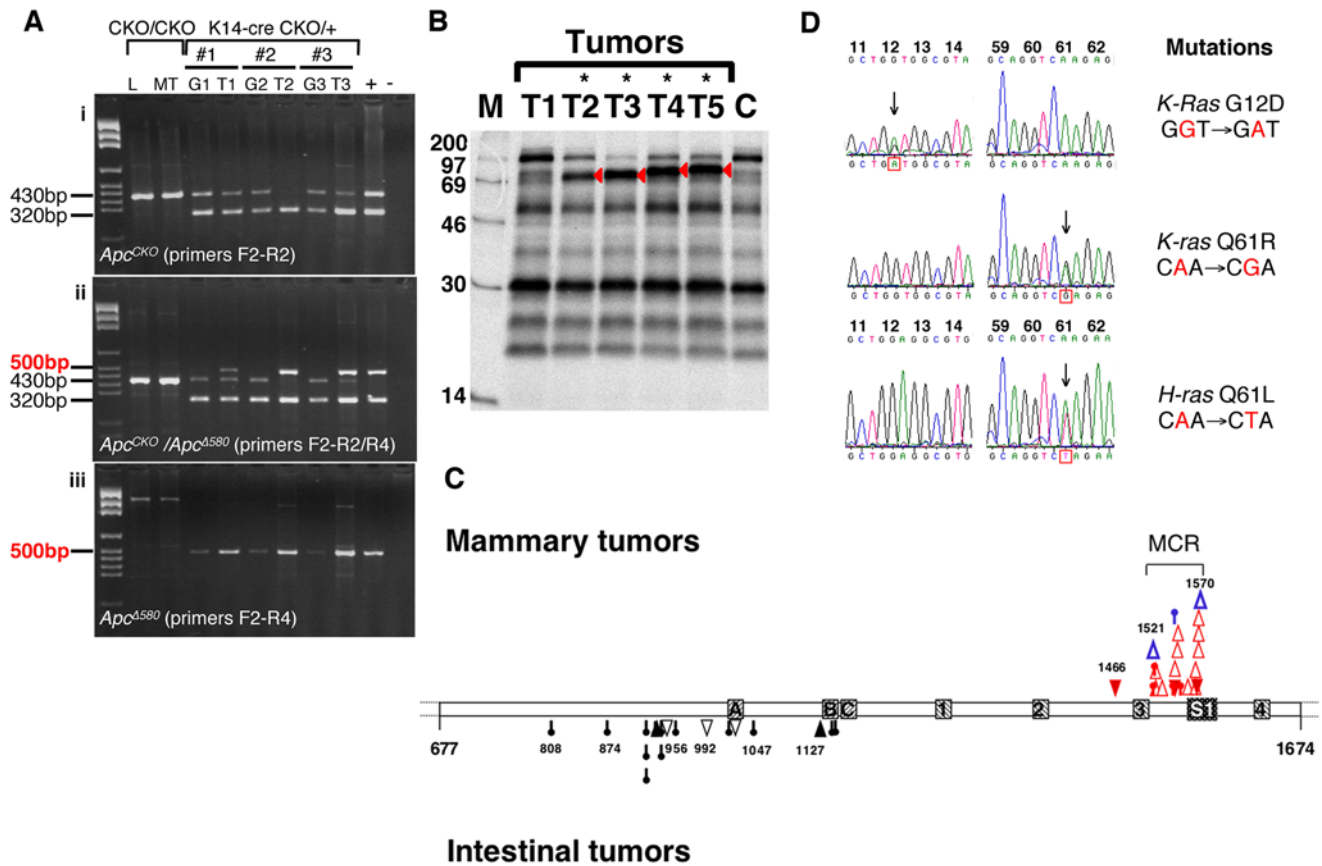 A
CKO/CKO K14-cre CKO/+
#1 #2 #3
L MT G1 T1 G2 T2 G3 T3 + -
i
430bp
320bp
Apc^CKO (primers F2-R2)
ii
500bp
430bp
320bp
Apc^CKO /Apc^Δ580 (primers F2-R2/R4)
iii
500bp
Apc^Δ580 (primers F2-R4)
B
Tumors
* * * *
M T1 T2 T3 T4 T5 C
200
97
69
46
30
14
D
11 12 13 14 59 60 61 62 Mutations
G C T G G T G G C G T A G C A G G T C A A G A G
K-Ras G12D
GGT→GAT
G C T G A T G G C G T A G C A G G T C A A G A G
K-ras Q61R
CAA→CGA
G C T G G T G G C G T A G C A G G T C G A G A G
11 12 13 14 59 60 61 62
G C T G G A G G C G T G G C A G G T C A A G A A
H-ras Q61L
CAA→CTA
G C T G G A G G C G T G G C A G G T C T A G A A
C
Mammary tumors
MCR
1570
1521
1466
A B C 1 2 3 S1 4
677 808 874 956 992 1047 1127 1674
Intestinal tumors